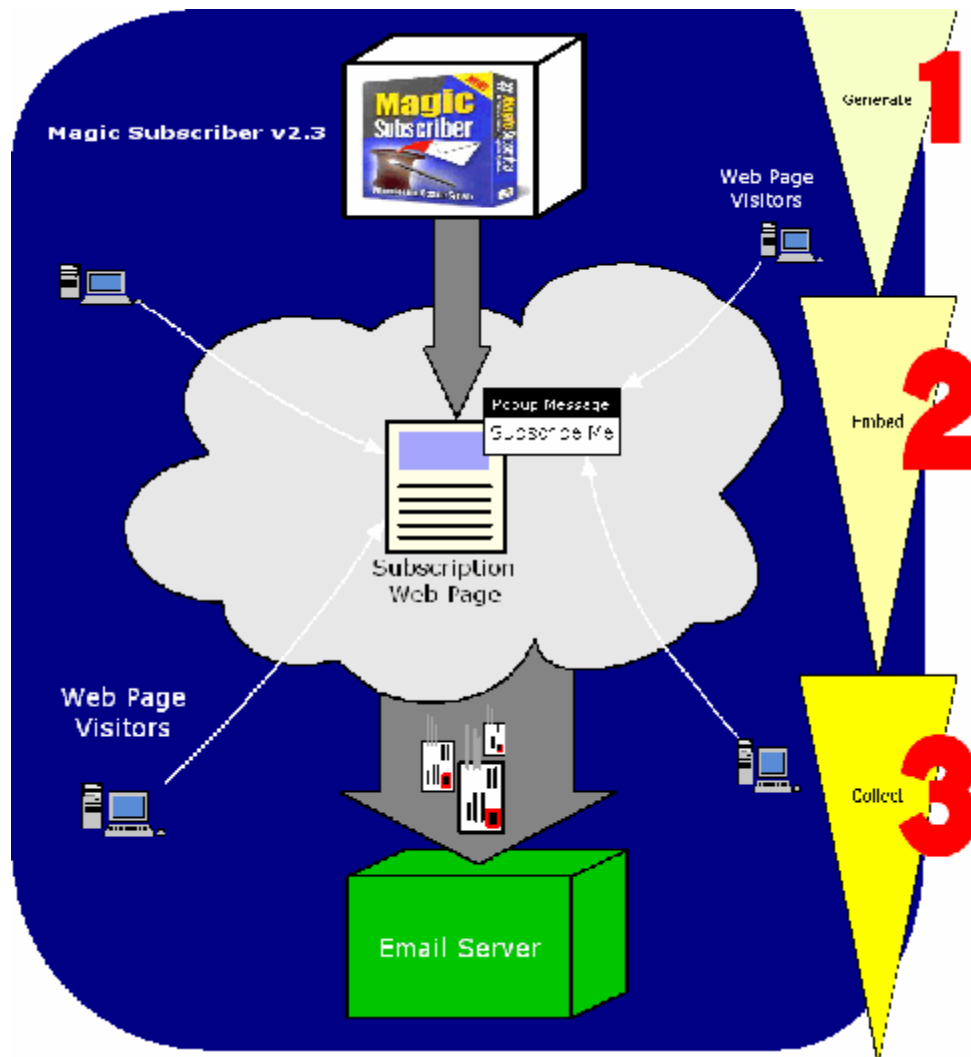 Magic Subscriber v2.3
Magic
Subscriber
Generate
1
Web Page
Visitors
2
Embed
Popup Message
Subscribe Me
Subscription
Web Page
Web Page
Visitors
3
Collect
Email Server